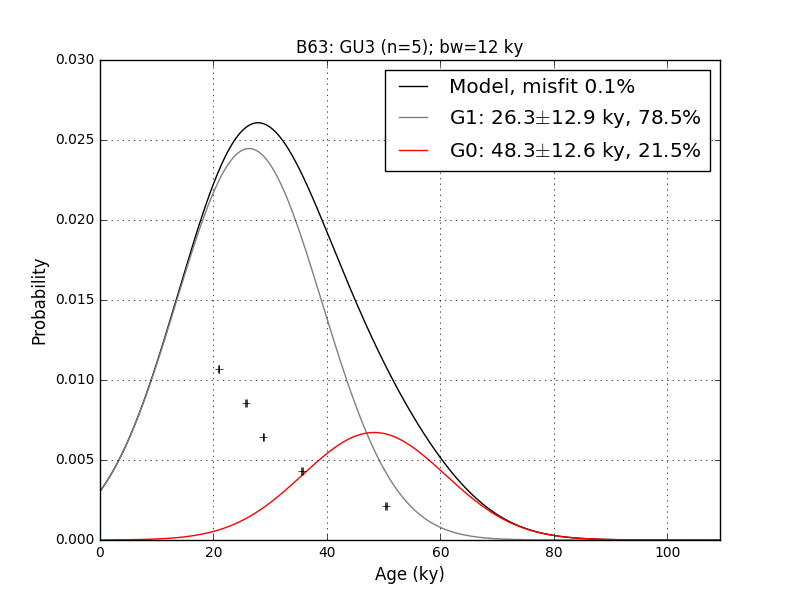 B63: GU3 (n=5); bw=12 ky
Model, misfit 0.1%
G1: 26.3±12.9 ky, 78.5%
G0: 48.3±12.6 ky, 21.5%
0.030
0.025
0.020
0.015
0.010
0.005
0.000
Probability
0 20 40 60 80 100
Age (ky)